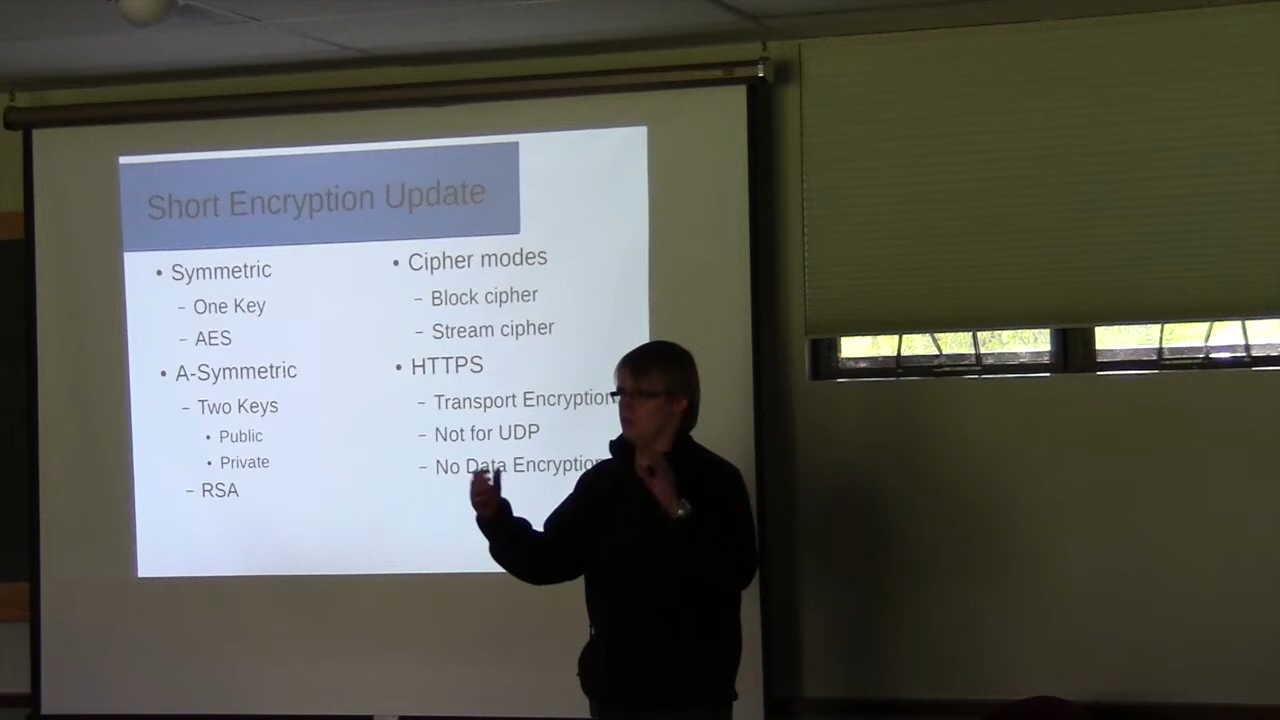 Short Encryption Update
• Symmetric
– One Key
– AES
• A-Symmetric
– Two Keys
• Public
• Private
– RSA
• Cipher modes
– Block cipher
– Stream cipher
• HTTPS
– Transport Encryption
– Not for UDP
– No Data Encryption